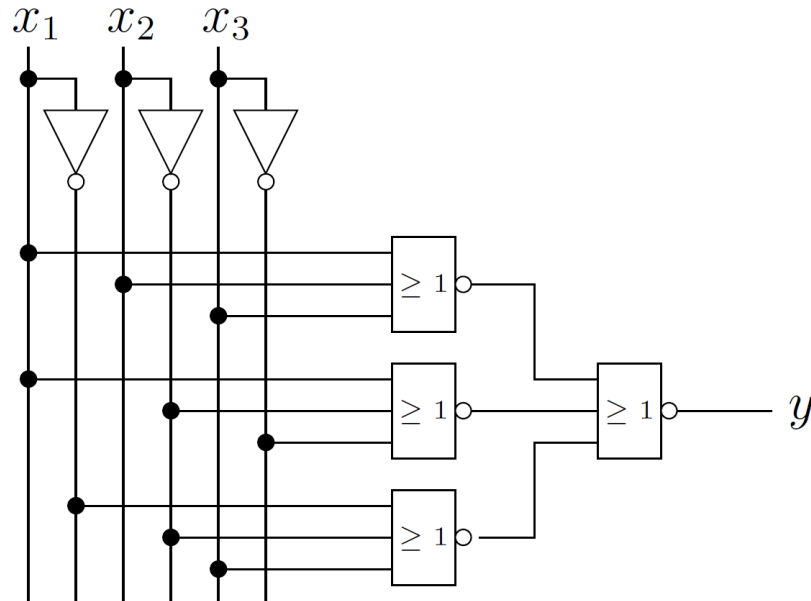 x₁ x₂ x₃
≥ 1
≥ 1
≥ 1
y
≥ 1